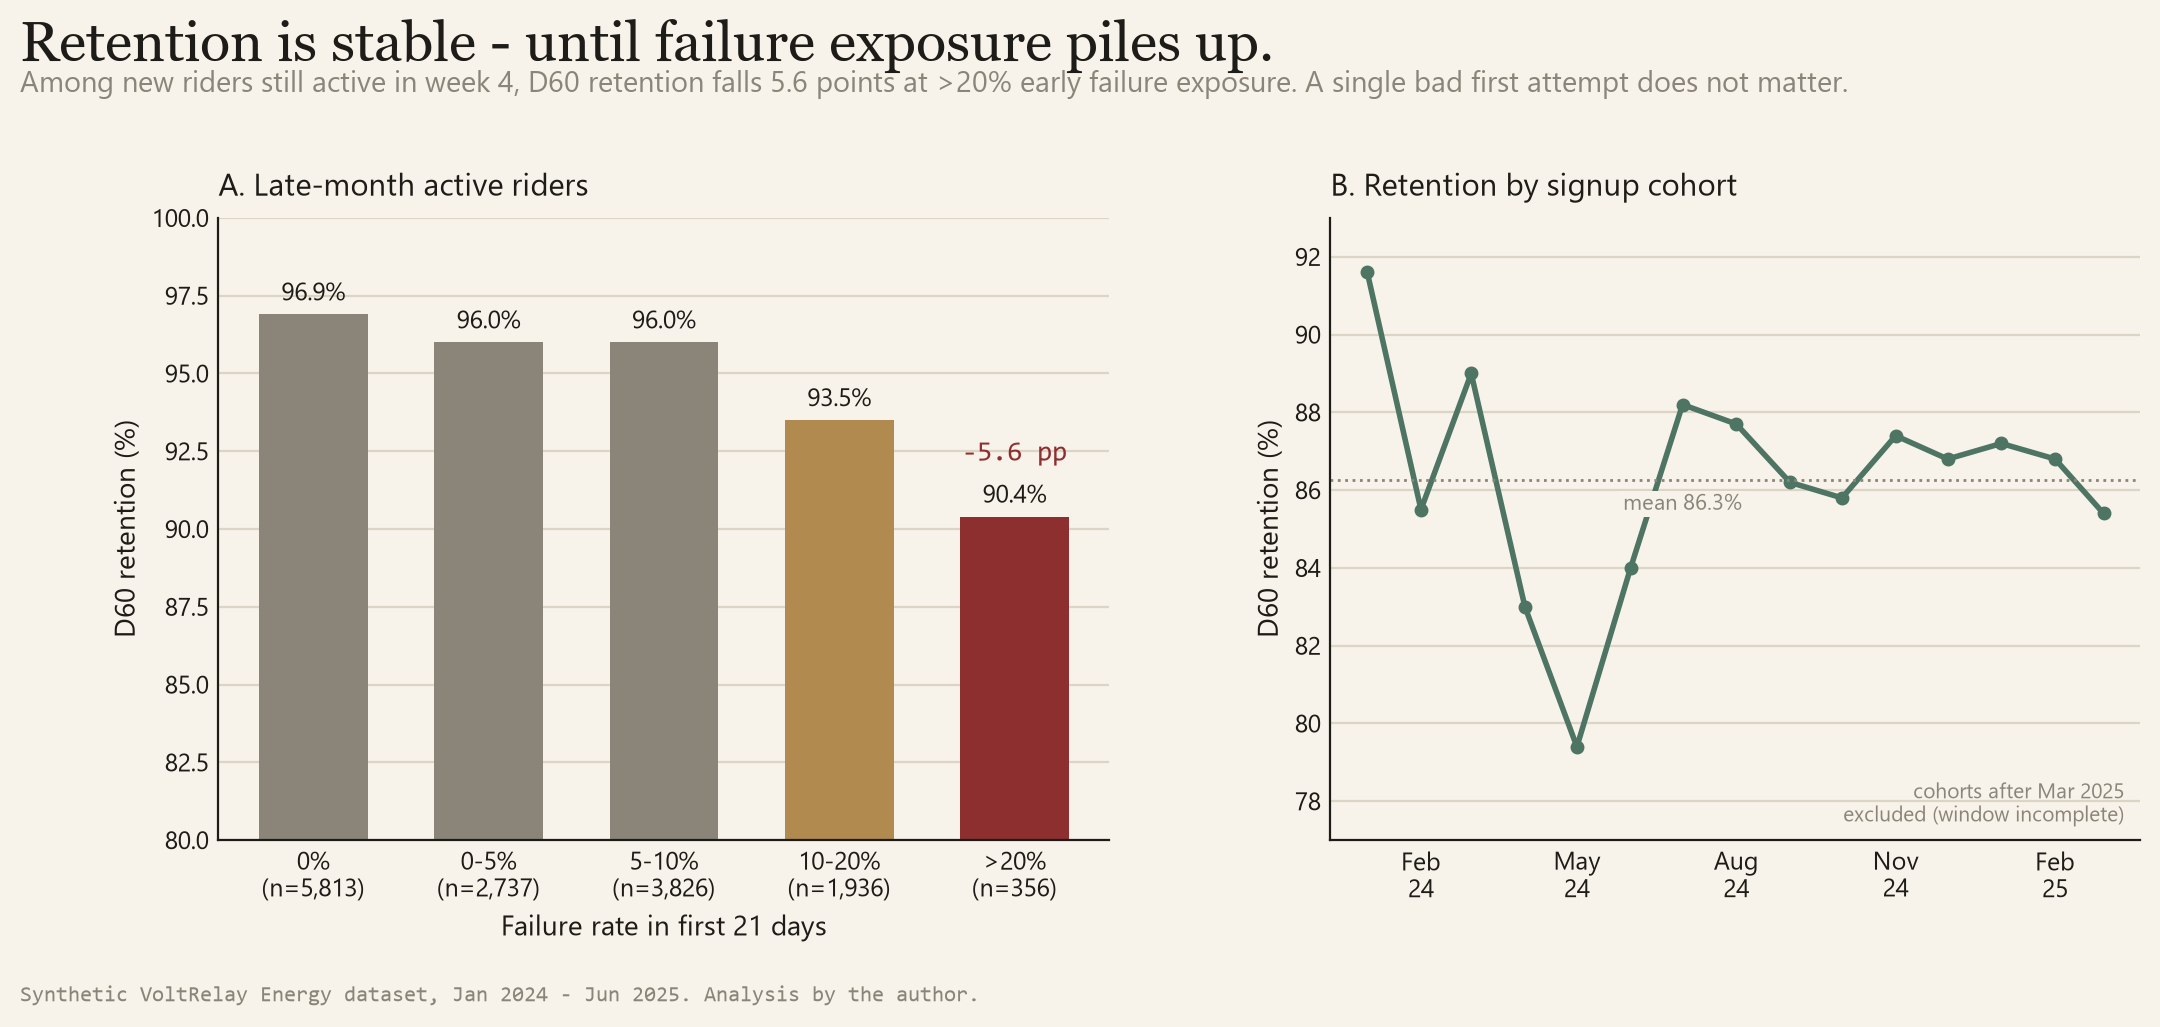 Retention is stable - until failure exposure piles up.
Among new riders still active in week 4, D60 retention falls 5.6 points at >20% early failure exposure. A single bad first attempt does not matter.
A. Late-month active riders
100.0
97.5
95.0
92.5
90.0
87.5
85.0
82.5
80.0
D60 retention (%)
96.9%
96.0%
96.0%
93.5%
-5.6 pp
90.4%
0%
(n=5,813)
0-5%
(n=2,737)
5-10%
(n=3,826)
10-20%
(n=1,936)
>20%
(n=356)
Failure rate in first 21 days
B. Retention by signup cohort
92
90
88
86
84
82
80
78
D60 retention (%)
mean 86.3%
cohorts after Mar 2025
excluded (window incomplete)
Feb
24
May
24
Aug
24
Nov
24
Feb
25
Synthetic VoltRelay Energy dataset, Jan 2024 - Jun 2025. Analysis by the author.